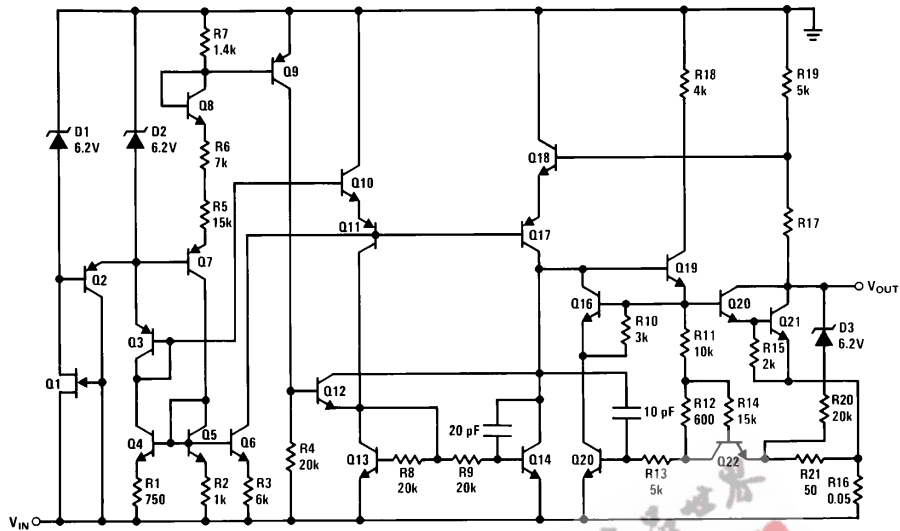 R7
1.4k
Q9
R18
4k
R19
5k
D1
6.2V
D2
6.2V
Q8
R6
7k
Q18
Q10
R5
15k
Q11
R17
Q7
Q17
Q2
Q19
VOUT
Q16
Q20
Q21
R10
3k
R11
10k
R15
2k
D3
6.2V
Q3
Q1
Q12
20 pF
10 pF
R12
600
R14
15k
R20
20k
Q4
Q5
Q6
R4
20k
Q13
R8
20k
R9
20k
Q14
Q20
R13
5k
Q22
R21
50
R16
0.05
R1
750
R2
1k
R3
6k
VIN